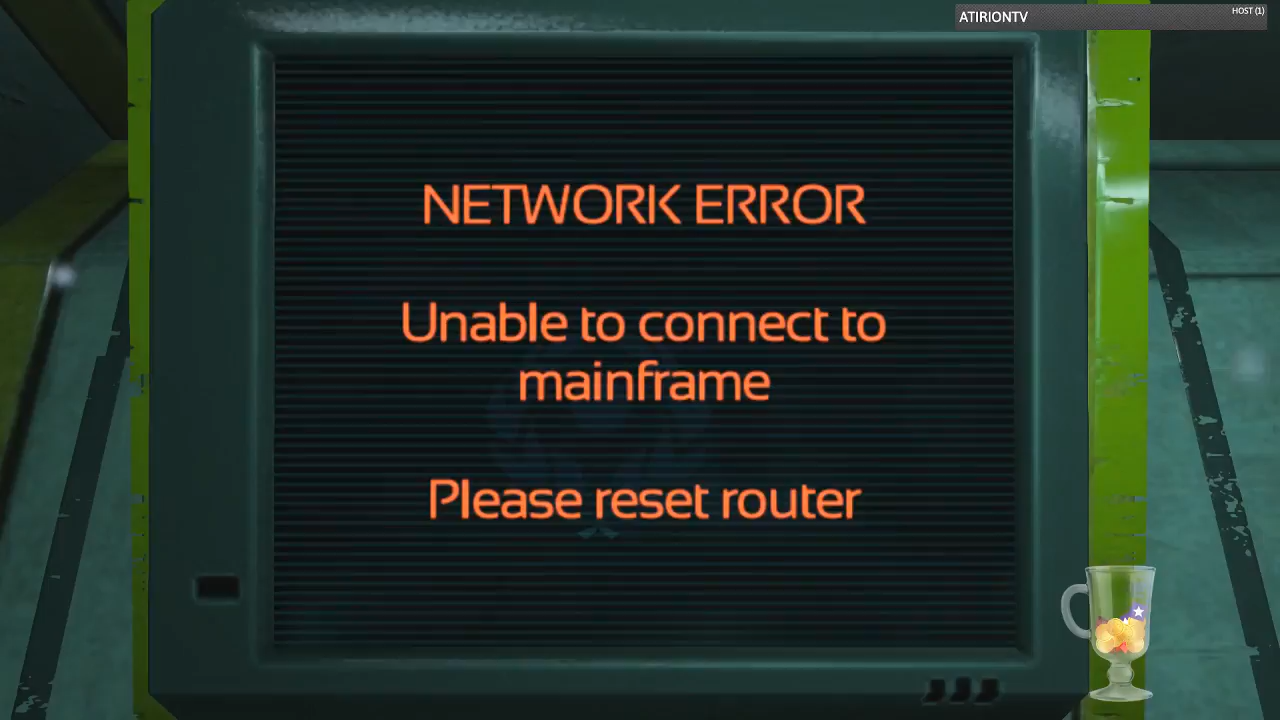 ATIRIONTV
HOST (1)
NETWORK ERROR
Unable to connect to
mainframe
Please reset router